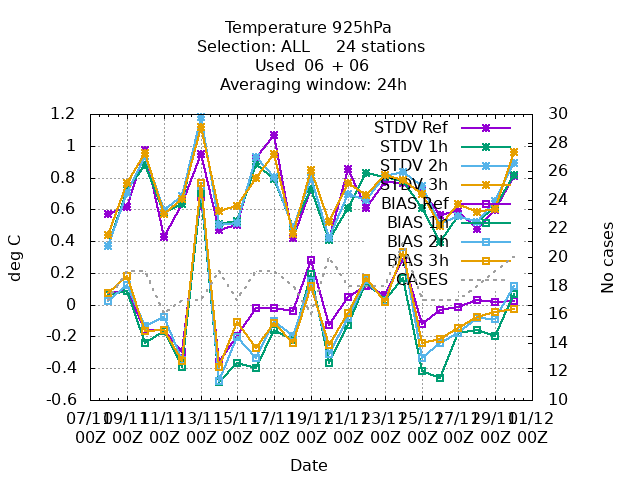 Temperature 925hPa
Selection: ALL 24 stations
Used 06 + 06
Averaging window: 24h
1.2
1
0.8
0.6
0.4
0.2
0
-0.2
-0.4
-0.6
deg C
30
28
26
24
22
20
18
16
14
12
10
No cases
STDV Ref
STDV 1h
STDV 2h
STDV 3h
BIAS Ref
BIAS 1h
BIAS 2h
BIAS 3h
CASES
07/11 09/11 11/11 13/11 15/11 17/11 19/11 21/11 23/11 25/11 27/11 29/11 01/12
00Z 00Z 00Z 00Z 00Z 00Z 00Z 00Z 00Z 00Z 00Z 00Z 00Z
Date